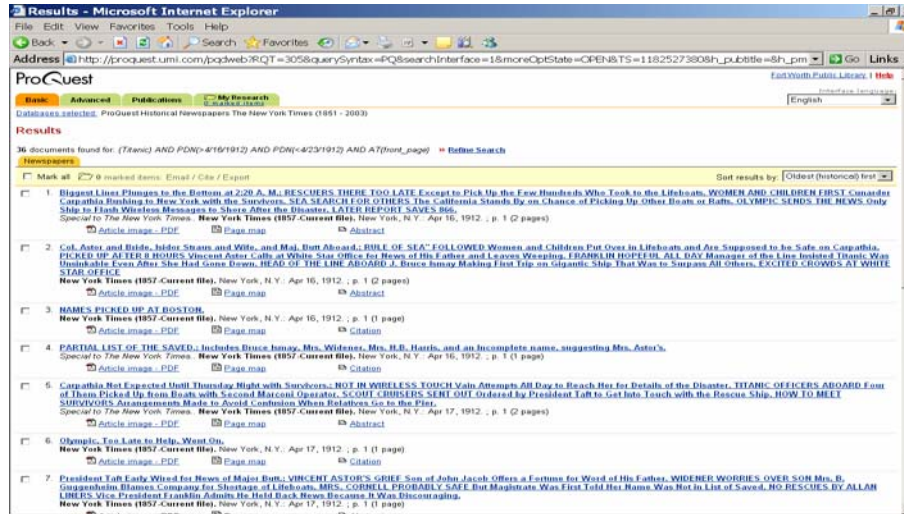 Results - Microsoft Internet Explorer
File Edit View Favorites Tools Help
Back Search Favorites
Address http://proquest.umi.com/pqdweb?RQT=305&querySyntax=PQ&searchInterface=1&moreOptState=OPEN&TS=1182527380&h_pubtitle=&h_pm Go Links
ProQuest
Fort Worth Public Library | Help
Basic Advanced Publications My Research
0 marked items
Interface language:
English
Databases selected: ProQuest Historical Newspapers The New York Times (1851 - 2003)
Results
36 documents found for: (Titanic) AND PDN(>4/16/1912) AND PDN(<4/23/1912) AND AT(front_page) » Refine Search
Newspapers
Mark all 0 marked items: Email / Cite / Export Sort results by: Oldest (historical) first
1. Biggest Liner Plunges to the Bottom at 2:20 A. M.; RESCUERS THERE TOO LATE Except to Pick Up the Few Hundreds Who Took to the Lifeboats. WOMEN AND CHILDREN FIRST Cunarder
Carpathia Rushing to New York with the Survivors. SEA SEARCH FOR OTHERS The California Stands By on Chance of Picking Up Other Boats or Rafts. OLYMPIC SENDS THE NEWS Only
Ship to Flash Wireless Messages to Shore After the Disaster. LATER REPORT SAVES 866.
Special to The New York Times. New York Times (1857-Current file). New York, N.Y.: Apr 16, 1912. ; p. 1 (2 pages)
Article image - PDF Page map Abstract
2. Col. Astor and Bride, Isidor Straus and Wife, and Maj. Butt Aboard.; RULE OF SEA" FOLLOWED Women and Children Put Over in Lifeboats and Are Supposed to be Safe on Carpathia.
PICKED UP AFTER 8 HOURS Vincent Astor Calls at White Star Office for News of His Father and Leaves Weeping. FRANKLIN HOPEFUL ALL DAY Manager of the Line Insisted Titanic Was
Unsinkable Even After She Had Gone Down. HEAD OF THE LINE ABOARD J. Bruce Ismay Making First Trip on Gigantic Ship That Was to Surpass All Others. EXCITED CROWDS AT WHITE
STAR OFFICE
New York Times (1857-Current file). New York, N.Y.: Apr 16, 1912. ; p. 1 (2 pages)
Article image - PDF Page map Abstract
3. NAMES PICKED UP AT BOSTON.
New York Times (1857-Current file). New York, N.Y.: Apr 16, 1912. ; p. 1 (1 page)
Article image - PDF Page map Citation
4. PARTIAL LIST OF THE SAVED.; Includes Bruce Ismay, Mrs. Widener, Mrs. H.B. Harris, and an Incomplete name, suggesting Mrs. Astor's.
Special to The New York Times. New York Times (1857-Current file). New York, N.Y.: Apr 16, 1912. ; p. 1 (1 page)
Article image - PDF Page map Citation
5. Carpathia Not Expected Until Thursday Night with Survivors.; NOT IN WIRELESS TOUCH Vain Attempts All Day to Reach Her for Details of the Disaster. TITANIC OFFICERS ABOARD Four
of Them Picked Up from Boats with Second Marconi Operator. SCOUT CRUISERS SENT OUT Ordered by President Taft to Get Into Touch with the Rescue Ship. HOW TO MEET
SURVIVORS Arrangements Made to Avoid Confusion When Relatives Go to the Pier.
Special to The New York Times. New York Times (1857-Current file). New York, N.Y.: Apr 17, 1912. ; p. 1 (2 pages)
Article image - PDF Page map Abstract
6. Olympic, Too Late to Help, Went On.
New York Times (1857-Current file). New York, N.Y.: Apr 17, 1912. ; p. 1 (1 page)
Article image - PDF Page map Citation
7. President Taft Early Wired for News of Major Butt.; VINCENT ASTOR'S GRIEF Son of John Jacob Offers a Fortune for Word of His Father. WIDENER WORRIES OVER SON Mrs. B.
Guggenheim Blames Company for Shortage of Lifeboats. MRS. CORNELL PROBABLY SAFE But Magistrate Was First Told Her Name Was Not in List of Saved. NO RESCUES BY ALLAN
LINERS Vice President Franklin Admits He Held Back News Because It Was Discouraging.
New York Times (1857-Current file). New York, N.Y.: Apr 17, 1912. ; p. 1 (2 pages)